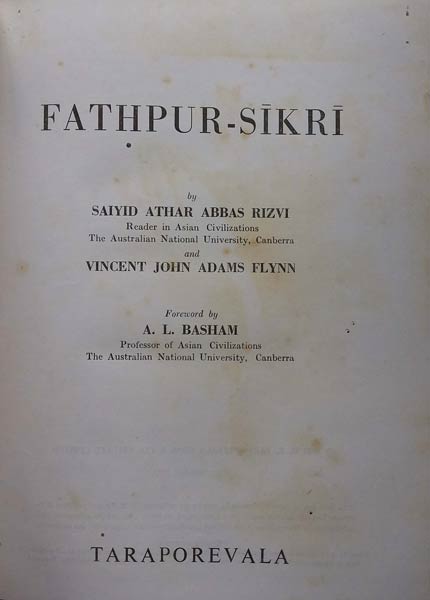 FATHPUR-SĪKRĪ
by
SAIYID ATHAR ABBAS RIZVI
Reader in Asian Civilizations
The Australian National University, Canberra
and
VINCENT JOHN ADAMS FLYNN
Foreword by
A. L. BASHAM
Professor of Asian Civilizations
The Australian National University, Canberra
TARAPOREVALA